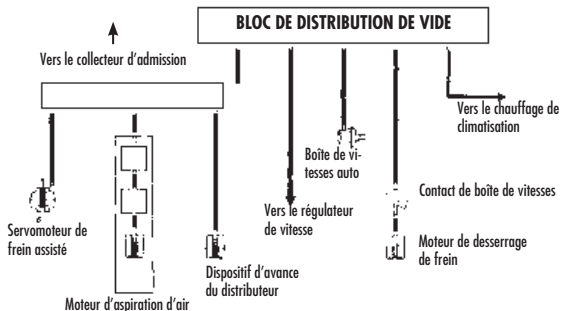 BLOC DE DISTRIBUTION DE VIDE
Vers le collecteur d'admission
Vers le chauffage de
climatisation
Boîte de vi-
tesses auto
Contact de boîte de vitesses
Vers le régulateur
de vitesse
Servomoteur de
frein assisté
Moteur de desserrage
de frein
Dispositif d'avance
du distributeur
Moteur d'aspiration d'air